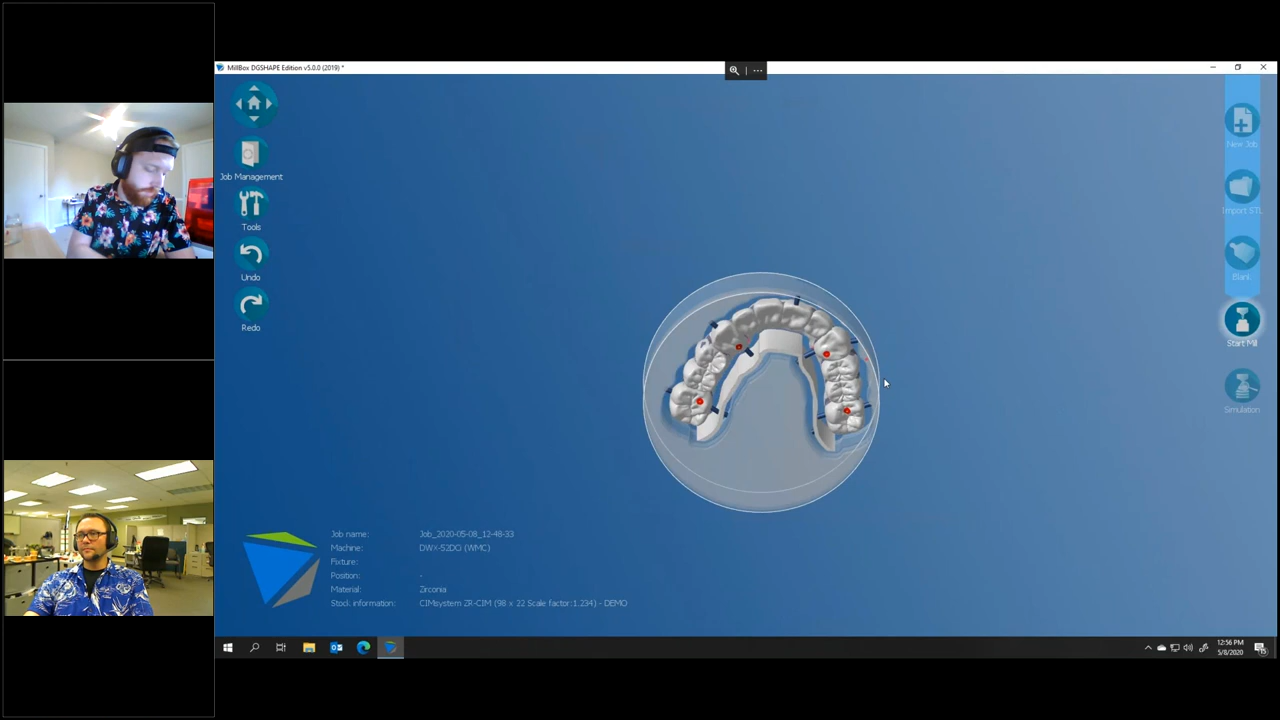 MillBox DGSHAPE Edition v5.0.0 (2019) *
Job Management
Tools
Undo
Redo
New Job
Import STL
Blank
Start Mill
Simulation
Job name: Job_2020-05-08_12-48-33
Machine: DWX-52DCi (WMC)
Fixture:
Position: -
Material: Zirconia
Stock information: CIMsystem ZR-CIM (98 x 22 Scale factor:1.234) - DEMO
12:56 PM
5/8/2020